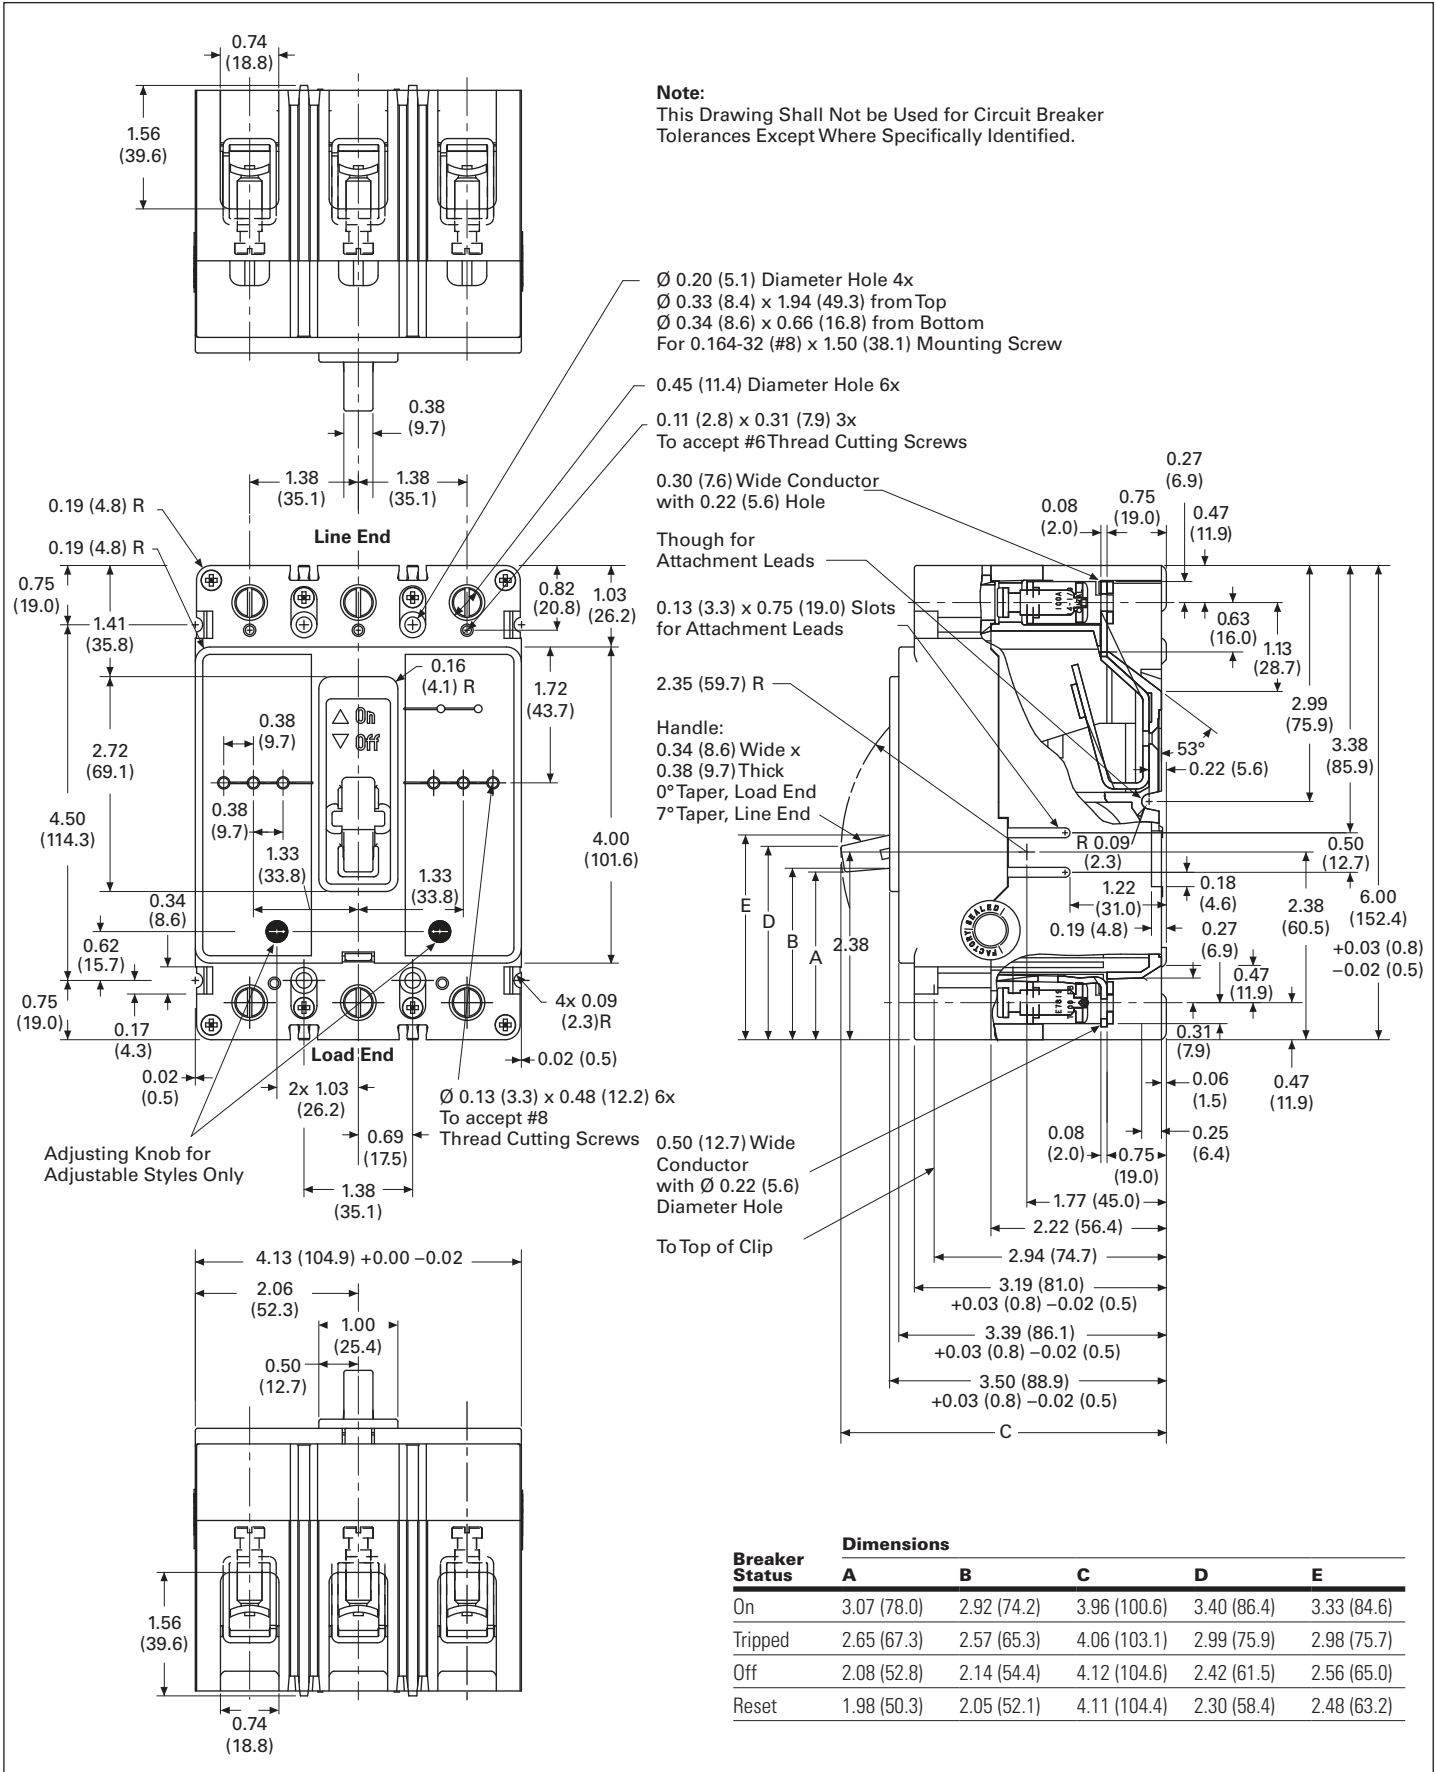 0.74
(18.8)
1.56
(39.6)
Note:
This Drawing Shall Not be Used for Circuit Breaker
Tolerances Except Where Specifically Identified.
Ø 0.20 (5.1) Diameter Hole 4x
Ø 0.33 (8.4) x 1.94 (49.3) from Top
Ø 0.34 (8.6) x 0.66 (16.8) from Bottom
For 0.164-32 (#8) x 1.50 (38.1) Mounting Screw
0.45 (11.4) Diameter Hole 6x
0.11 (2.8) x 0.31 (7.9) 3x
To accept #6 Thread Cutting Screws
0.30 (7.6) Wide Conductor
with 0.22 (5.6) Hole
Though for
Attachment Leads
0.13 (3.3) x 0.75 (19.0) Slots
for Attachment Leads
2.35 (59.7) R
Handle:
0.34 (8.6) Wide x
0.38 (9.7) Thick
0° Taper, Load End
7° Taper, Line End
0.38
(9.7)
1.38
(35.1)
1.38
(35.1)
0.19 (4.8) R
Line End
0.19 (4.8) R
0.75
(19.0)
1.41
(35.8)
0.82
(20.8)
1.03
(26.2)
0.16
(4.1) R
1.72
(43.7)
On
Off
0.38
(9.7)
2.72
(69.1)
0.38
(9.7)
4.50
(114.3)
4.00
(101.6)
1.33
(33.8)
1.33
(33.8)
0.34
(8.6)
0.62
(15.7)
0.75
(19.0)
0.17
(4.3)
4x 0.09
(2.3)R
Load End
0.02 (0.5)
0.02
(0.5)
2x 1.03
(26.2)
Ø 0.13 (3.3) x 0.48 (12.2) 6x
To accept #8
Thread Cutting Screws
0.69
(17.5)
Adjusting Knob for
Adjustable Styles Only
1.38
(35.1)
0.27
(6.9)
0.08
(2.0)
0.75
(19.0)
0.47
(11.9)
100A
0.63
(16.0)
1.13
(28.7)
2.99
(75.9)
53°
3.38
(85.9)
0.22 (5.6)
R 0.09
(2.3)
0.50
(12.7)
1.22
(31.0)
0.18
(4.6)
6.00
(152.4)
+0.03 (0.8)
−0.02 (0.5)
2.38
(60.5)
0.19 (4.8)
0.27
(6.9)
0.47
(11.9)
E
D
B
A
2.38
FACTORY SEALED
0.31
(7.9)
0.06
(1.5)
0.47
(11.9)
0.25
(6.4)
0.08
(2.0)
0.75
(19.0)
0.50 (12.7) Wide
Conductor
with Ø 0.22 (5.6)
Diameter Hole
To Top of Clip
1.77 (45.0)
2.22 (56.4)
2.94 (74.7)
3.19 (81.0)
+0.03 (0.8) −0.02 (0.5)
3.39 (86.1)
+0.03 (0.8) −0.02 (0.5)
3.50 (88.9)
+0.03 (0.8) −0.02 (0.5)
C
4.13 (104.9) +0.00 −0.02
2.06
(52.3)
1.00
(25.4)
0.50
(12.7)
1.56
(39.6)
0.74
(18.8)
Breaker Status Dimensions
A B C D E
On 3.07 (78.0) 2.92 (74.2) 3.96 (100.6) 3.40 (86.4) 3.33 (84.6)
Tripped 2.65 (67.3) 2.57 (65.3) 4.06 (103.1) 2.99 (75.9) 2.98 (75.7)
Off 2.08 (52.8) 2.14 (54.4) 4.12 (104.6) 2.42 (61.5) 2.56 (65.0)
Reset 1.98 (50.3) 2.05 (52.1) 4.11 (104.4) 2.30 (58.4) 2.48 (63.2)